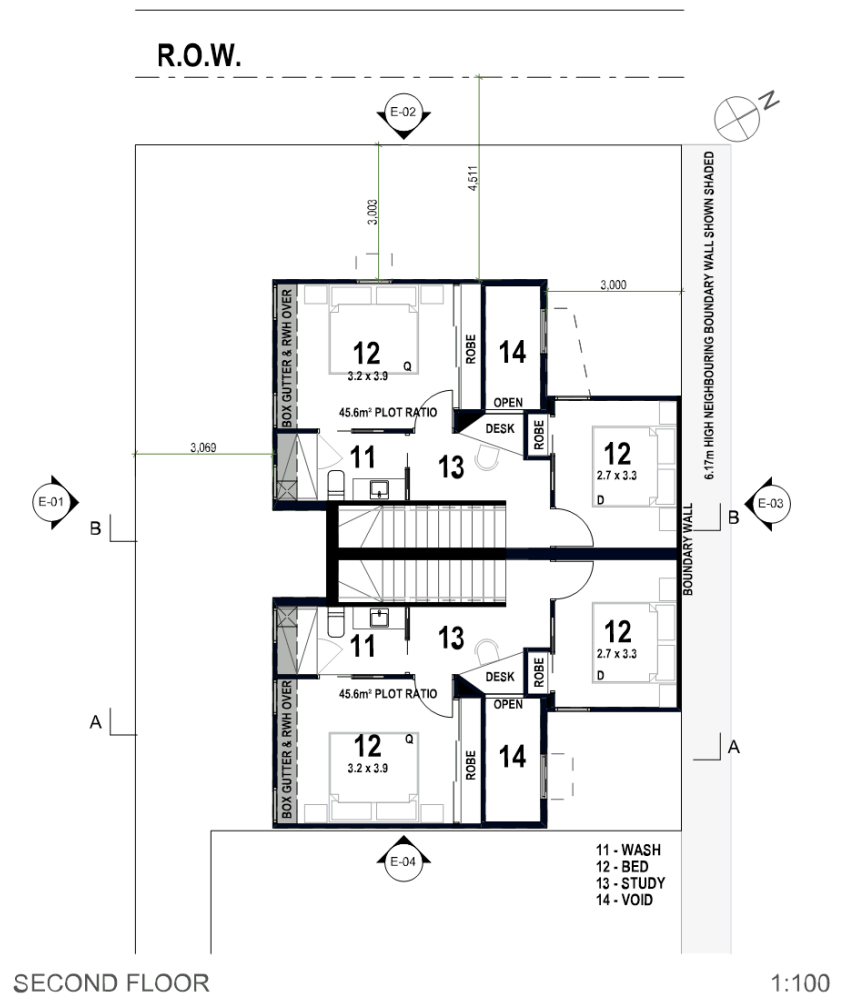 R.O.W.
E-02
N
4,511
3,003
3,000
6.17m HIGH NEIGHBOURING BOUNDARY WALL SHOWN SHADED
BOX GUTTER & RWH OVER
12
3.2 x 3.9
Q
ROBE
14
OPEN
45.6m² PLOT RATIO
DESK
ROBE
12
2.7 x 3.3
D
3,069
11
13
E-01
E-03
B
B
BOUNDARY WALL
11
13
12
2.7 x 3.3
D
ROBE
DESK
OPEN
45.6m² PLOT RATIO
BOX GUTTER & RWH OVER
12
Q
3.2 x 3.9
ROBE
14
A
A
E-04
11 - WASH
12 - BED
13 - STUDY
14 - VOID
SECOND FLOOR
1:100